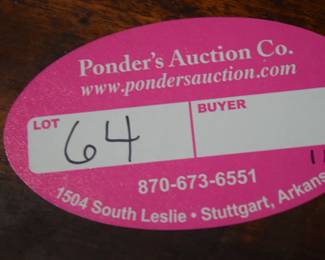 Ponder's Auction Co.
www.pondersauction.com
LOT 64 BUYER
870-673-6551
1504 South Leslie • Stuttgart, Arkans